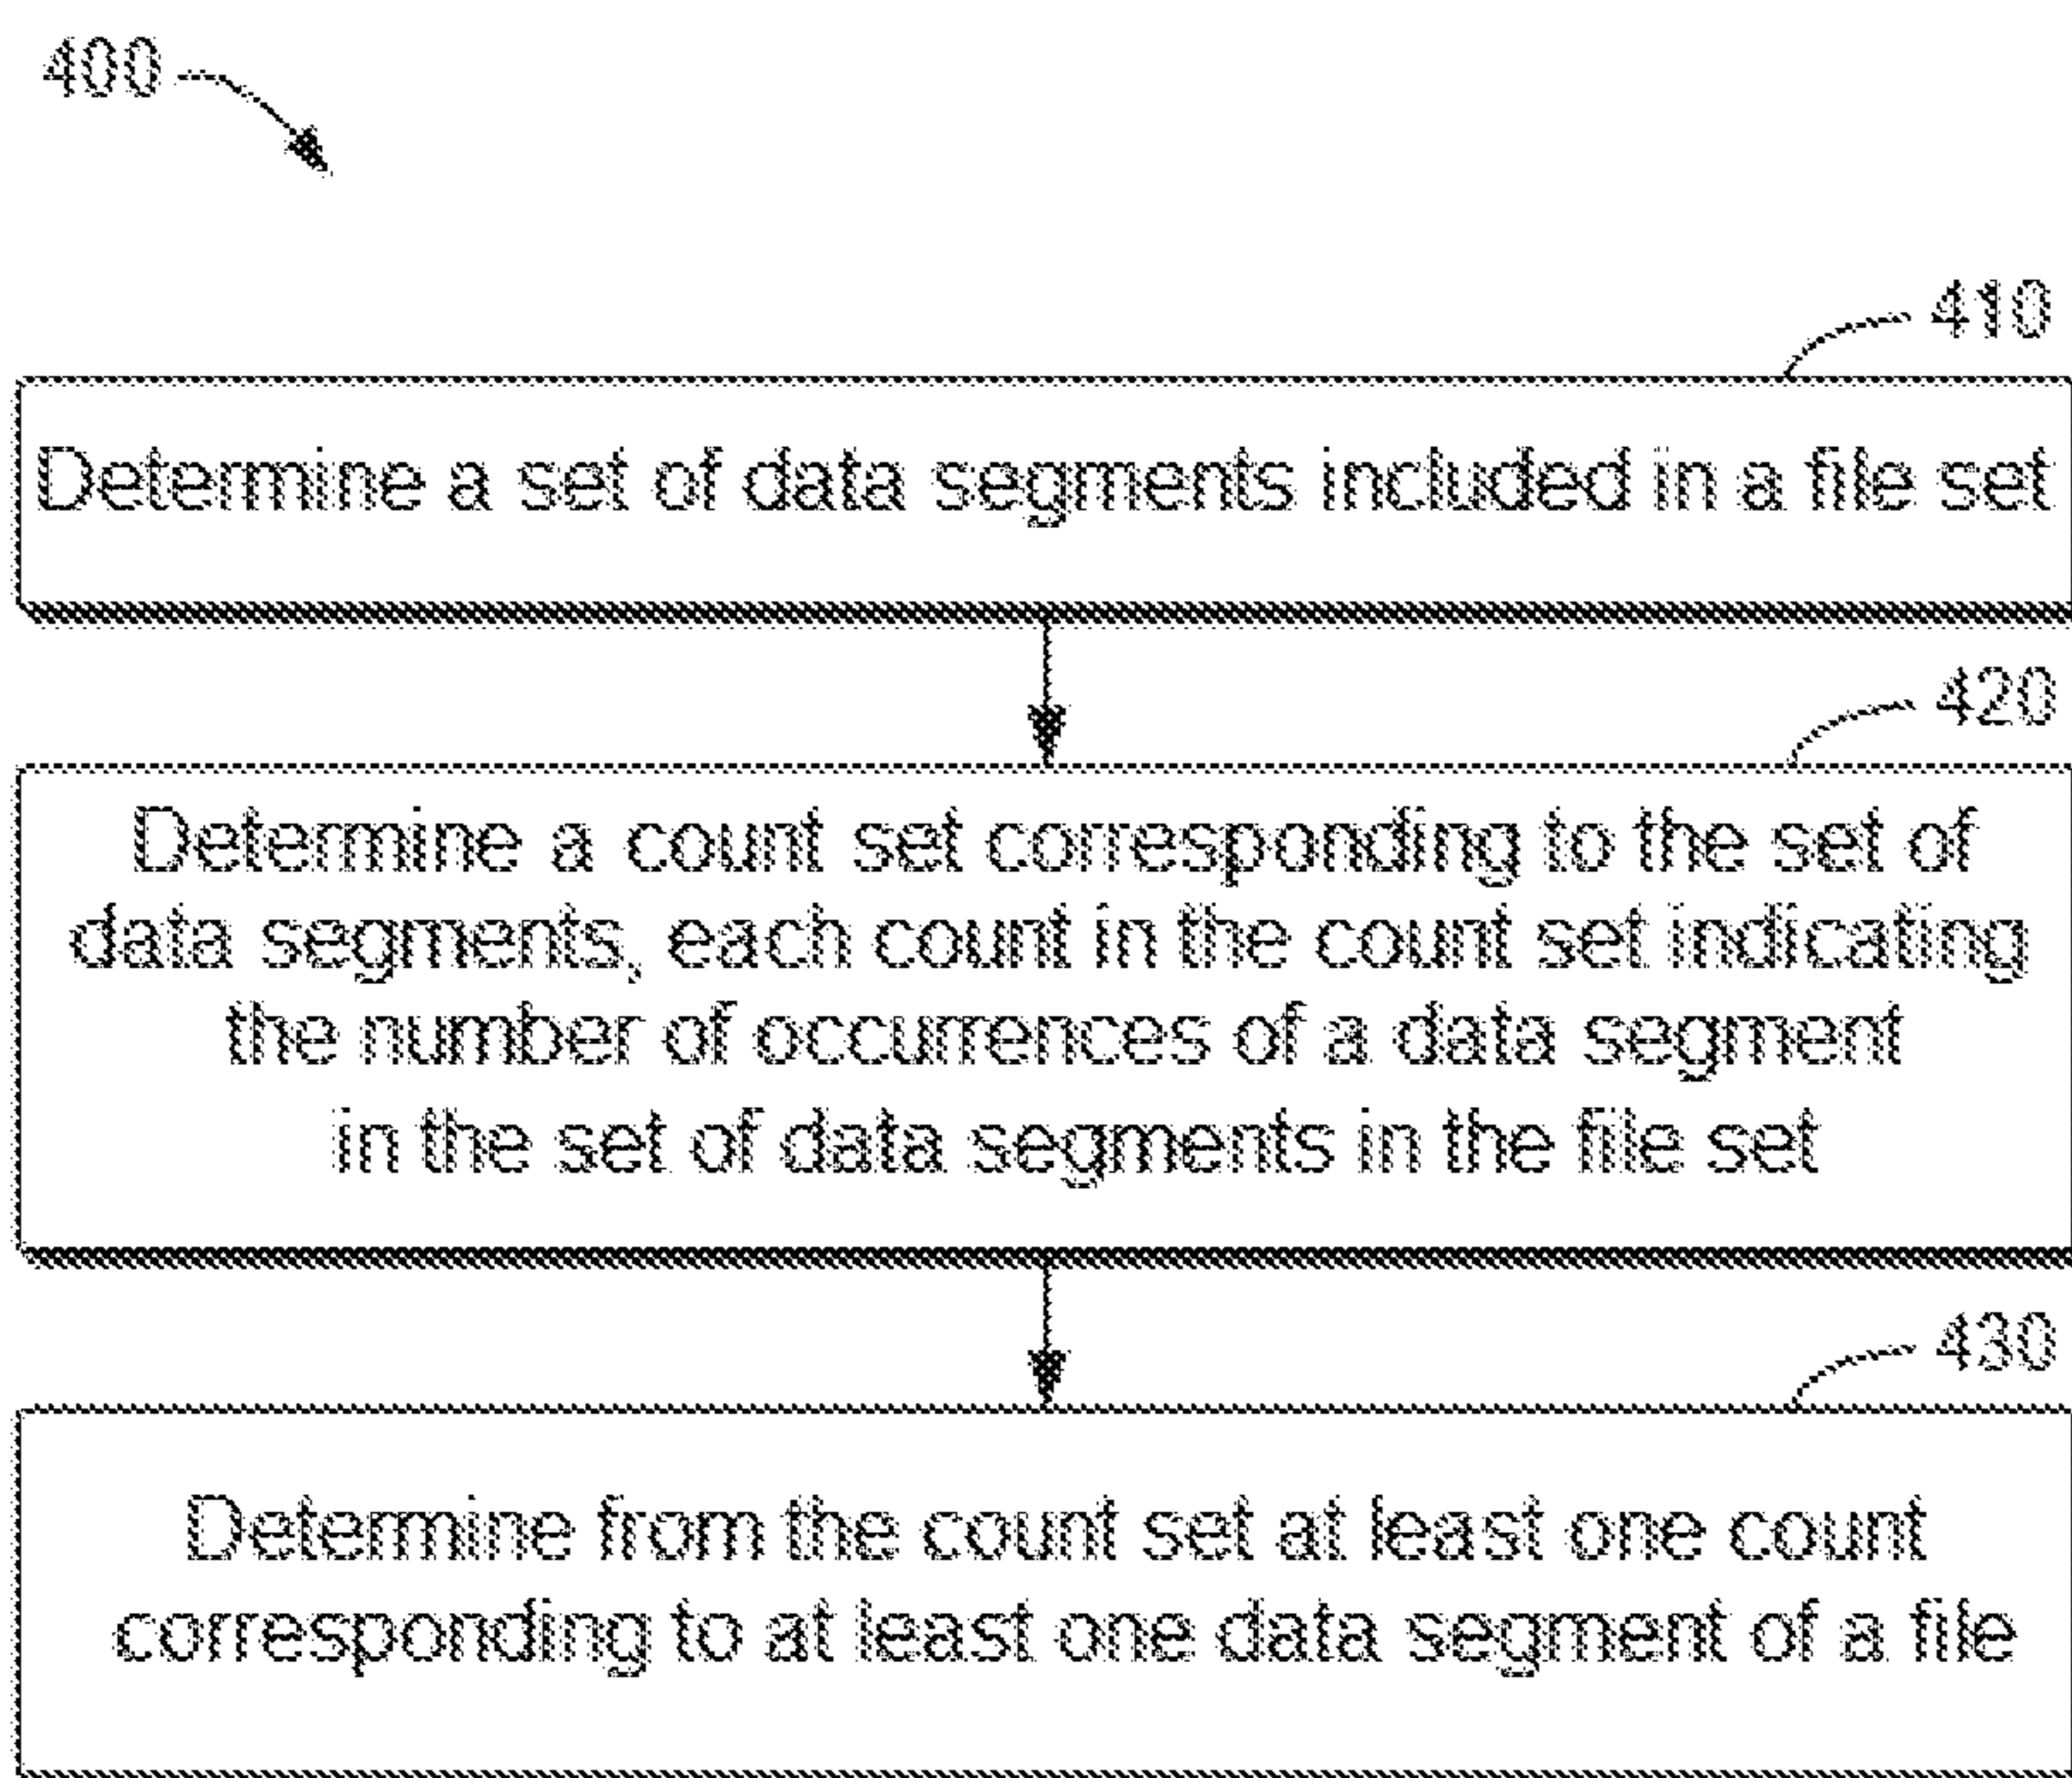 400
410
Determine a set of data segments included in a file set
420
Determine a count set corresponding to the set of
data segments, each count in the count set indicating
the number of occurrences of a data segment
in the set of data segments in the file set
430
Determine from the count set at least one count
corresponding to at least one data segment of a file